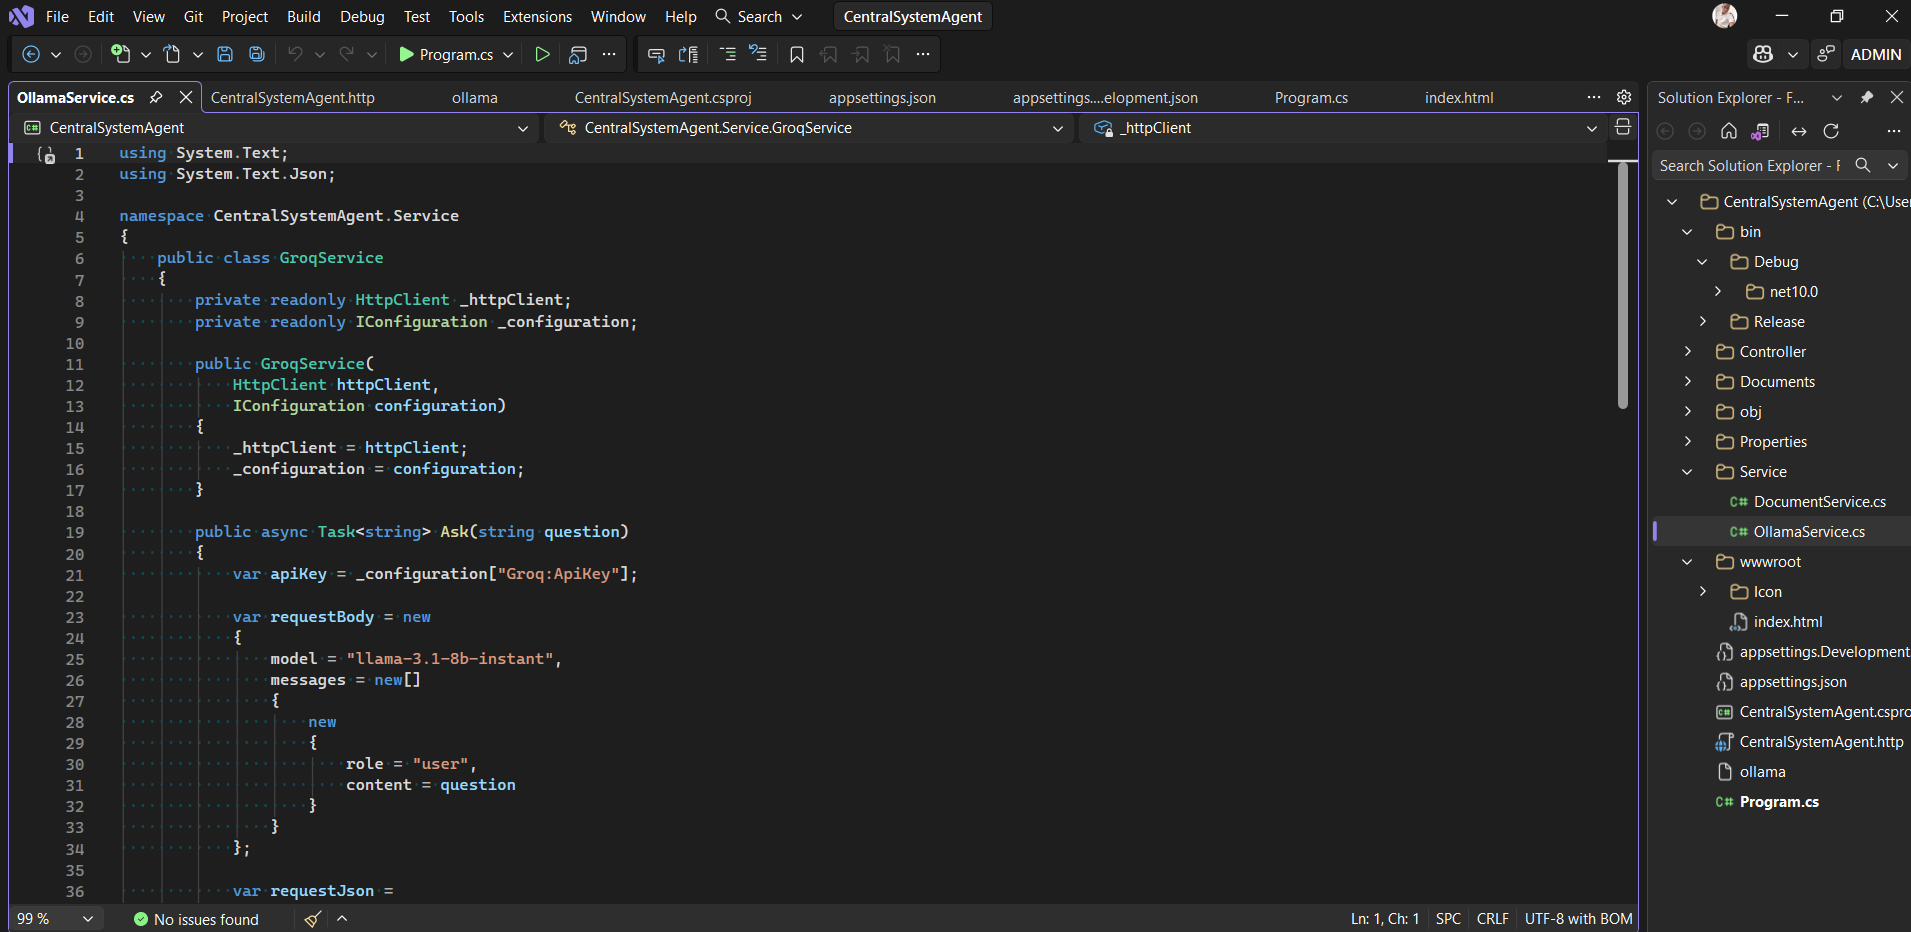 File Edit View Git Project Build Debug Test Tools Extensions Window Help Search CentralSystemAgent
Program.cs ADMIN
OllamaService.cs CentralSystemAgent.http ollama CentralSystemAgent.csproj appsettings.json appsettings....elopment.json Program.cs index.html
CentralSystemAgent CentralSystemAgent.Service.GroqService _httpClient
1 using System.Text;
2 using System.Text.Json;
3
4 namespace CentralSystemAgent.Service
5 {
6 public class GroqService
7 {
8 private readonly HttpClient _httpClient;
9 private readonly IConfiguration _configuration;
10
11 public GroqService(
12 HttpClient httpClient,
13 IConfiguration configuration)
14 {
15 _httpClient = httpClient;
16 _configuration = configuration;
17 }
18
19 public async Task<string> Ask(string question)
20 {
21 var apiKey = _configuration["Groq:ApiKey"];
22
23 var requestBody = new
24 {
25 model = "llama-3.1-8b-instant",
26 messages = new[]
27 {
28 new
29 {
30 role = "user",
31 content = question
32 }
33 }
34 };
35
36 var requestJson =
99 % No issues found Ln: 1, Ch: 1 SPC CRLF UTF-8 with BOM
Solution Explorer - F...
Search Solution Explorer - F
CentralSystemAgent (C:\User
bin
Debug
net10.0
Release
Controller
Documents
obj
Properties
Service
C# DocumentService.cs
C# OllamaService.cs
wwwroot
Icon
index.html
appsettings.Development
appsettings.json
CentralSystemAgent.cspro
CentralSystemAgent.http
ollama
C# Program.cs